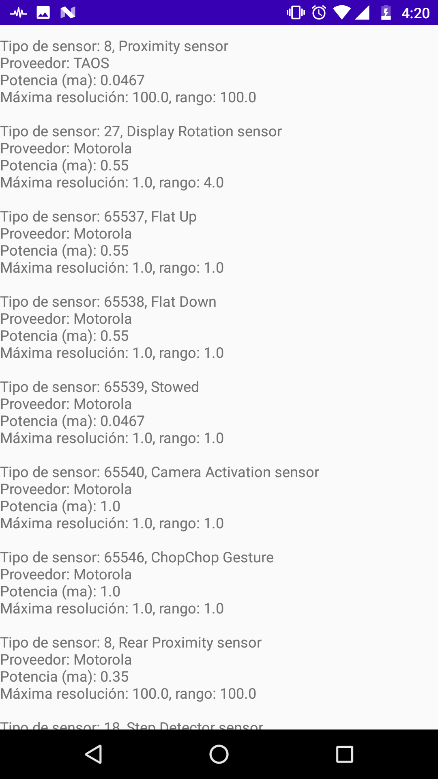 4:20
Tipo de sensor: 8, Proximity sensor
Proveedor: TAOS
Potencia (ma): 0.0467
Máxima resolución: 100.0, rango: 100.0
Tipo de sensor: 27, Display Rotation sensor
Proveedor: Motorola
Potencia (ma): 0.55
Máxima resolución: 1.0, rango: 4.0
Tipo de sensor: 65537, Flat Up
Proveedor: Motorola
Potencia (ma): 0.55
Máxima resolución: 1.0, rango: 1.0
Tipo de sensor: 65538, Flat Down
Proveedor: Motorola
Potencia (ma): 0.55
Máxima resolución: 1.0, rango: 1.0
Tipo de sensor: 65539, Stowed
Proveedor: Motorola
Potencia (ma): 0.0467
Máxima resolución: 1.0, rango: 1.0
Tipo de sensor: 65540, Camera Activation sensor
Proveedor: Motorola
Potencia (ma): 1.0
Máxima resolución: 1.0, rango: 1.0
Tipo de sensor: 65546, ChopChop Gesture
Proveedor: Motorola
Potencia (ma): 1.0
Máxima resolución: 1.0, rango: 1.0
Tipo de sensor: 8, Rear Proximity sensor
Proveedor: Motorola
Potencia (ma): 0.35
Máxima resolución: 100.0, rango: 100.0
Tipo de sensor: 18, Step Detector sensor